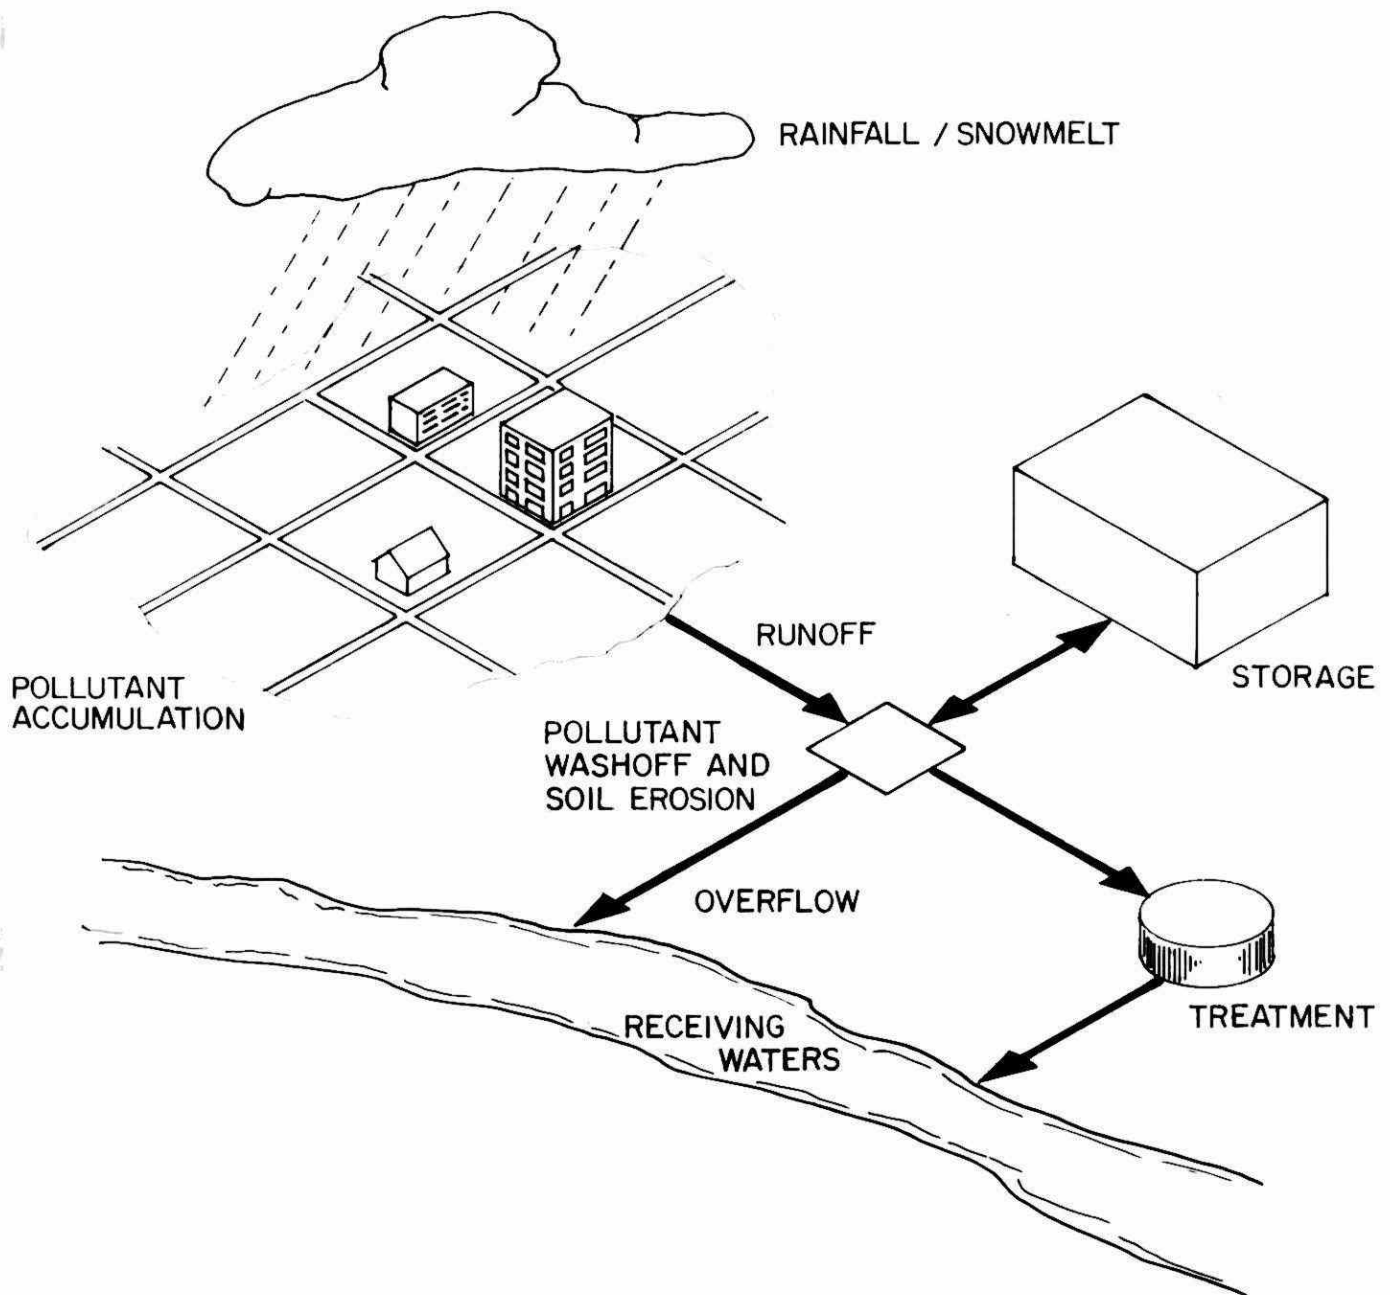 RAINFALL / SNOWMELT
RUNOFF
STORAGE
POLLUTANT
ACCUMULATION
POLLUTANT
WASHOFF AND
SOIL EROSION
OVERFLOW
TREATMENT
RECEIVING
WATERS